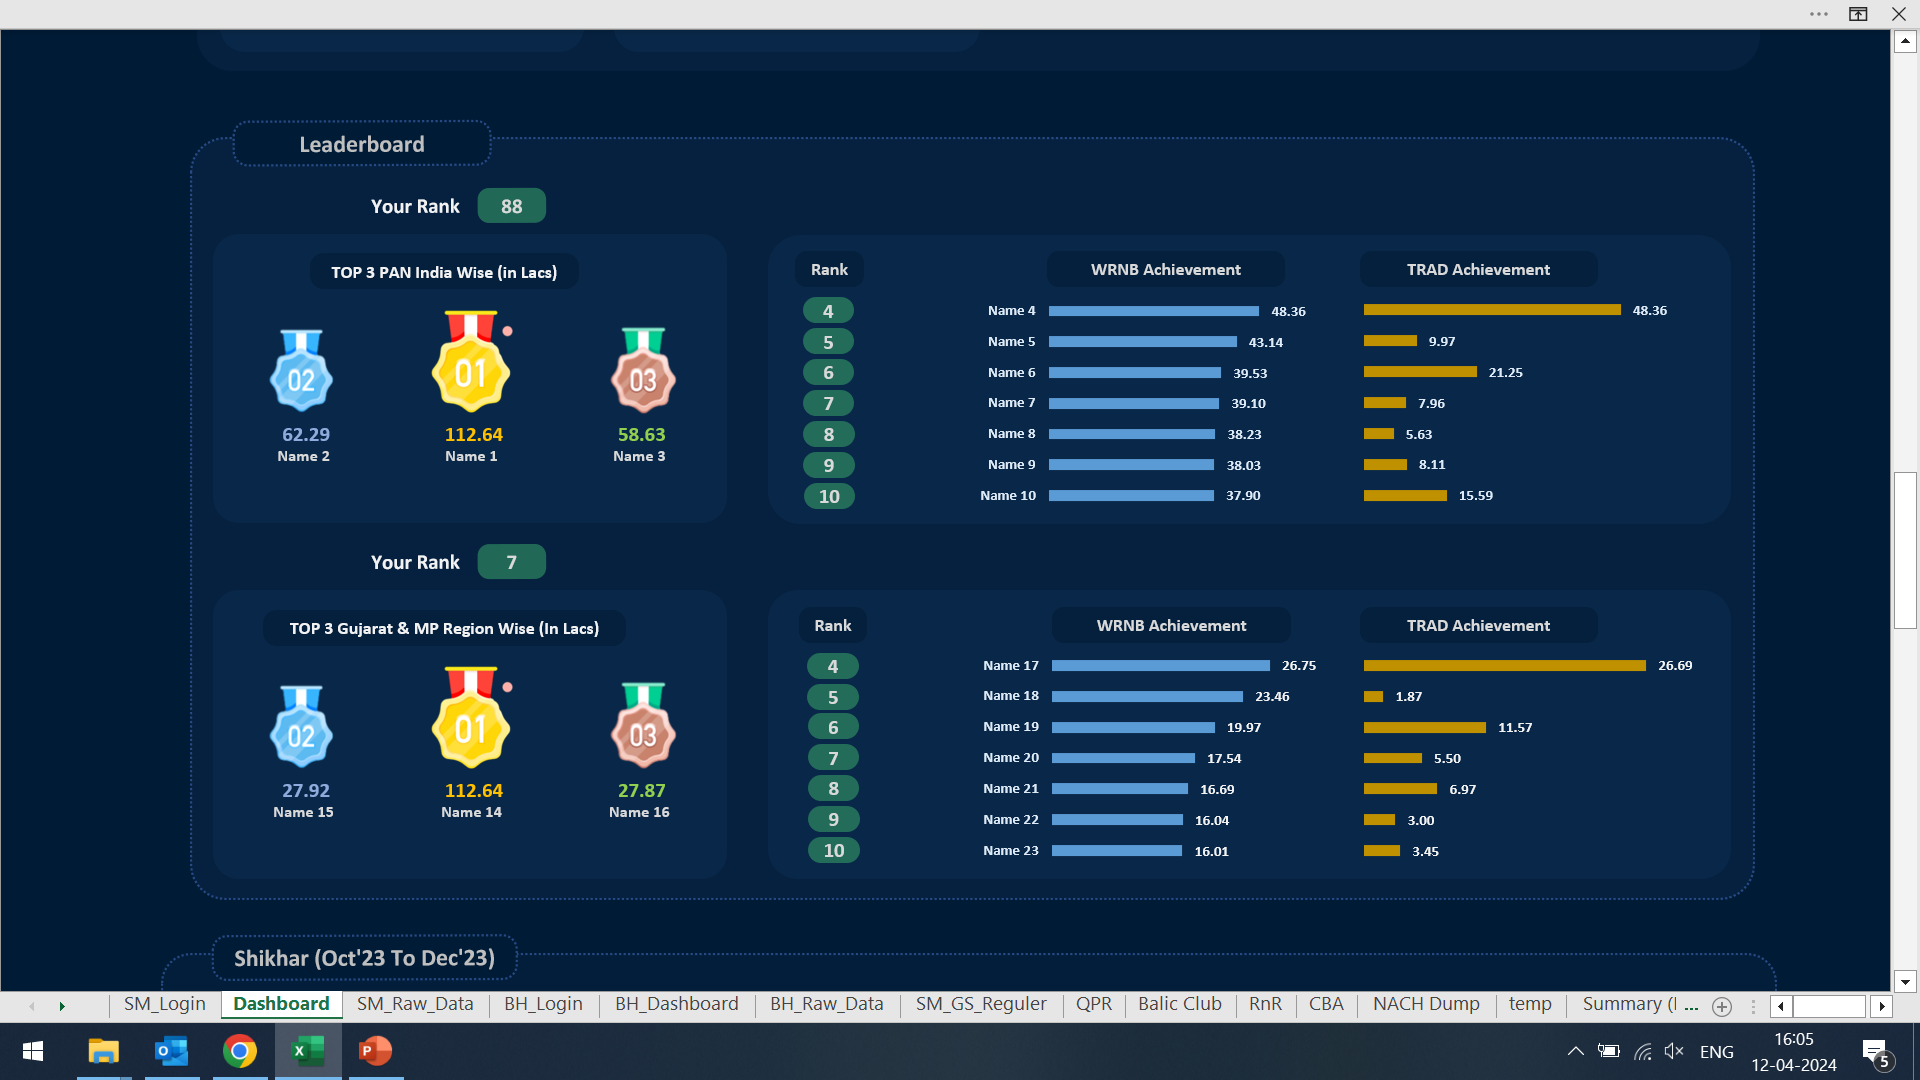 Leaderboard
Your Rank 88
TOP 3 PAN India Wise (in Lacs)
02 01 03
62.29 112.64 58.63
Name 2 Name 1 Name 3
Rank WRNB Achievement TRAD Achievement
4 Name 4 48.36 48.36
5 Name 5 43.14 9.97
6 Name 6 39.53 21.25
7 Name 7 39.10 7.96
8 Name 8 38.23 5.63
9 Name 9 38.03 8.11
10 Name 10 37.90 15.59
Your Rank 7
TOP 3 Gujarat & MP Region Wise (In Lacs)
02 01 03
27.92 112.64 27.87
Name 15 Name 14 Name 16
Rank WRNB Achievement TRAD Achievement
4 Name 17 26.75 26.69
5 Name 18 23.46 1.87
6 Name 19 19.97 11.57
7 Name 20 17.54 5.50
8 Name 21 16.69 6.97
9 Name 22 16.04 3.00
10 Name 23 16.01 3.45
Shikhar (Oct'23 To Dec'23)
SM_Login Dashboard SM_Raw_Data BH_Login BH_Dashboard BH_Raw_Data SM_GS_Reguler QPR Balic Club RnR CBA NACH Dump temp Summary ( ...
ENG 16:05
12-04-2024 5